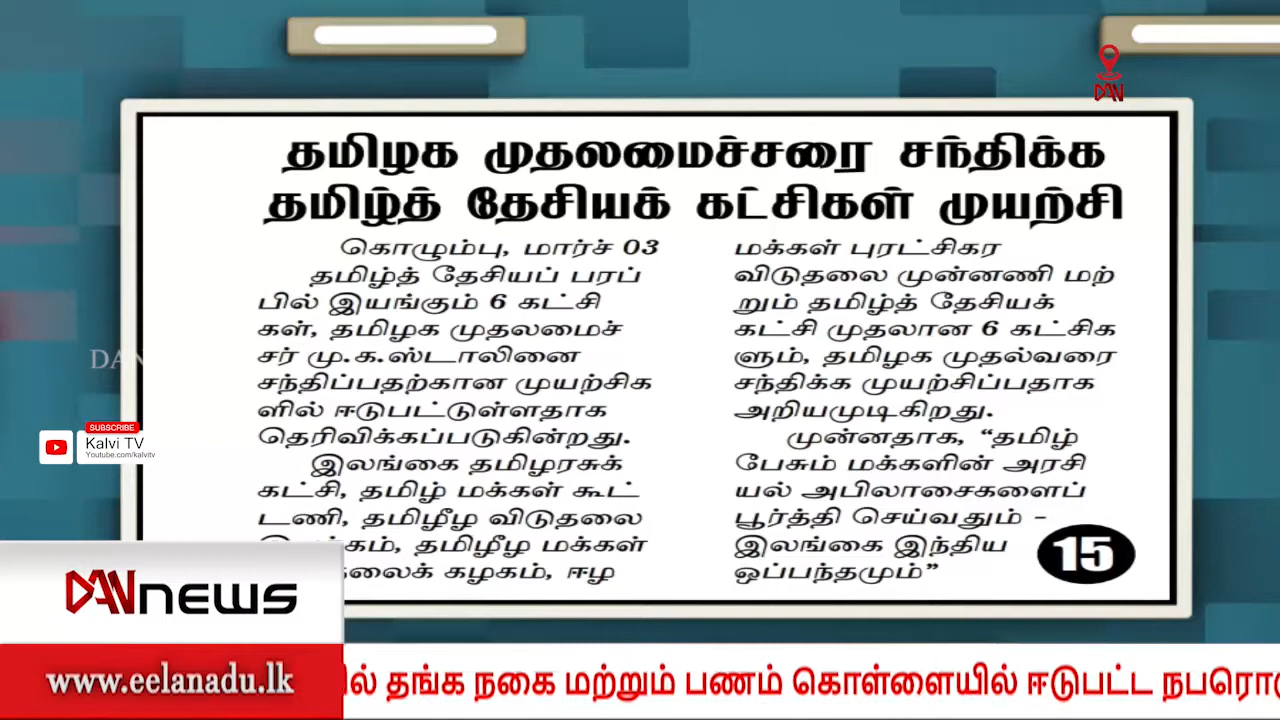 DAN
தமிழக முதலமைச்சரை சந்திக்க
தமிழ்த் தேசியக் கட்சிகள் முயற்சி
கொழும்பு, மார்ச் 03
தமிழ்த் தேசியப் பரப்
பில் இயங்கும் 6 கட்சி
கள், தமிழக முதலமைச்
சர் மு.க.ஸ்டாலினை
சந்திப்பதற்கான முயற்சிக
ளில் ஈடுபட்டுள்ளதாக
தெரிவிக்கப்படுகின்றது.
இலங்கை தமிழரசுக்
கட்சி, தமிழ் மக்கள் கூட்
டணி, தமிழீழ விடுதலை
தமிழீழ மக்கள்
கழகம், ஈழ
மக்கள் புரட்சிகர
விடுதலை முன்னணி மற்
றும் தமிழ்த் தேசியக்
கட்சி முதலான 6 கட்சிக
ளும், தமிழக முதல்வரை
சந்திக்க முயற்சிப்பதாக
அறியமுடிகிறது.
முன்னதாக, “தமிழ்
பேசும் மக்களின் அரசி
யல் அபிலாசைகளைப்
பூர்த்தி செய்வதும் -
இலங்கை இந்திய
ஒப்பந்தமும்”
15
DAN
SUBSCRIBE
Kalvi TV
Youtube.com/kalvitv
DAN news
www.eelanadu.lk
தங்க நகை மற்றும் பணம் கொள்ளையில் ஈடுபட்ட